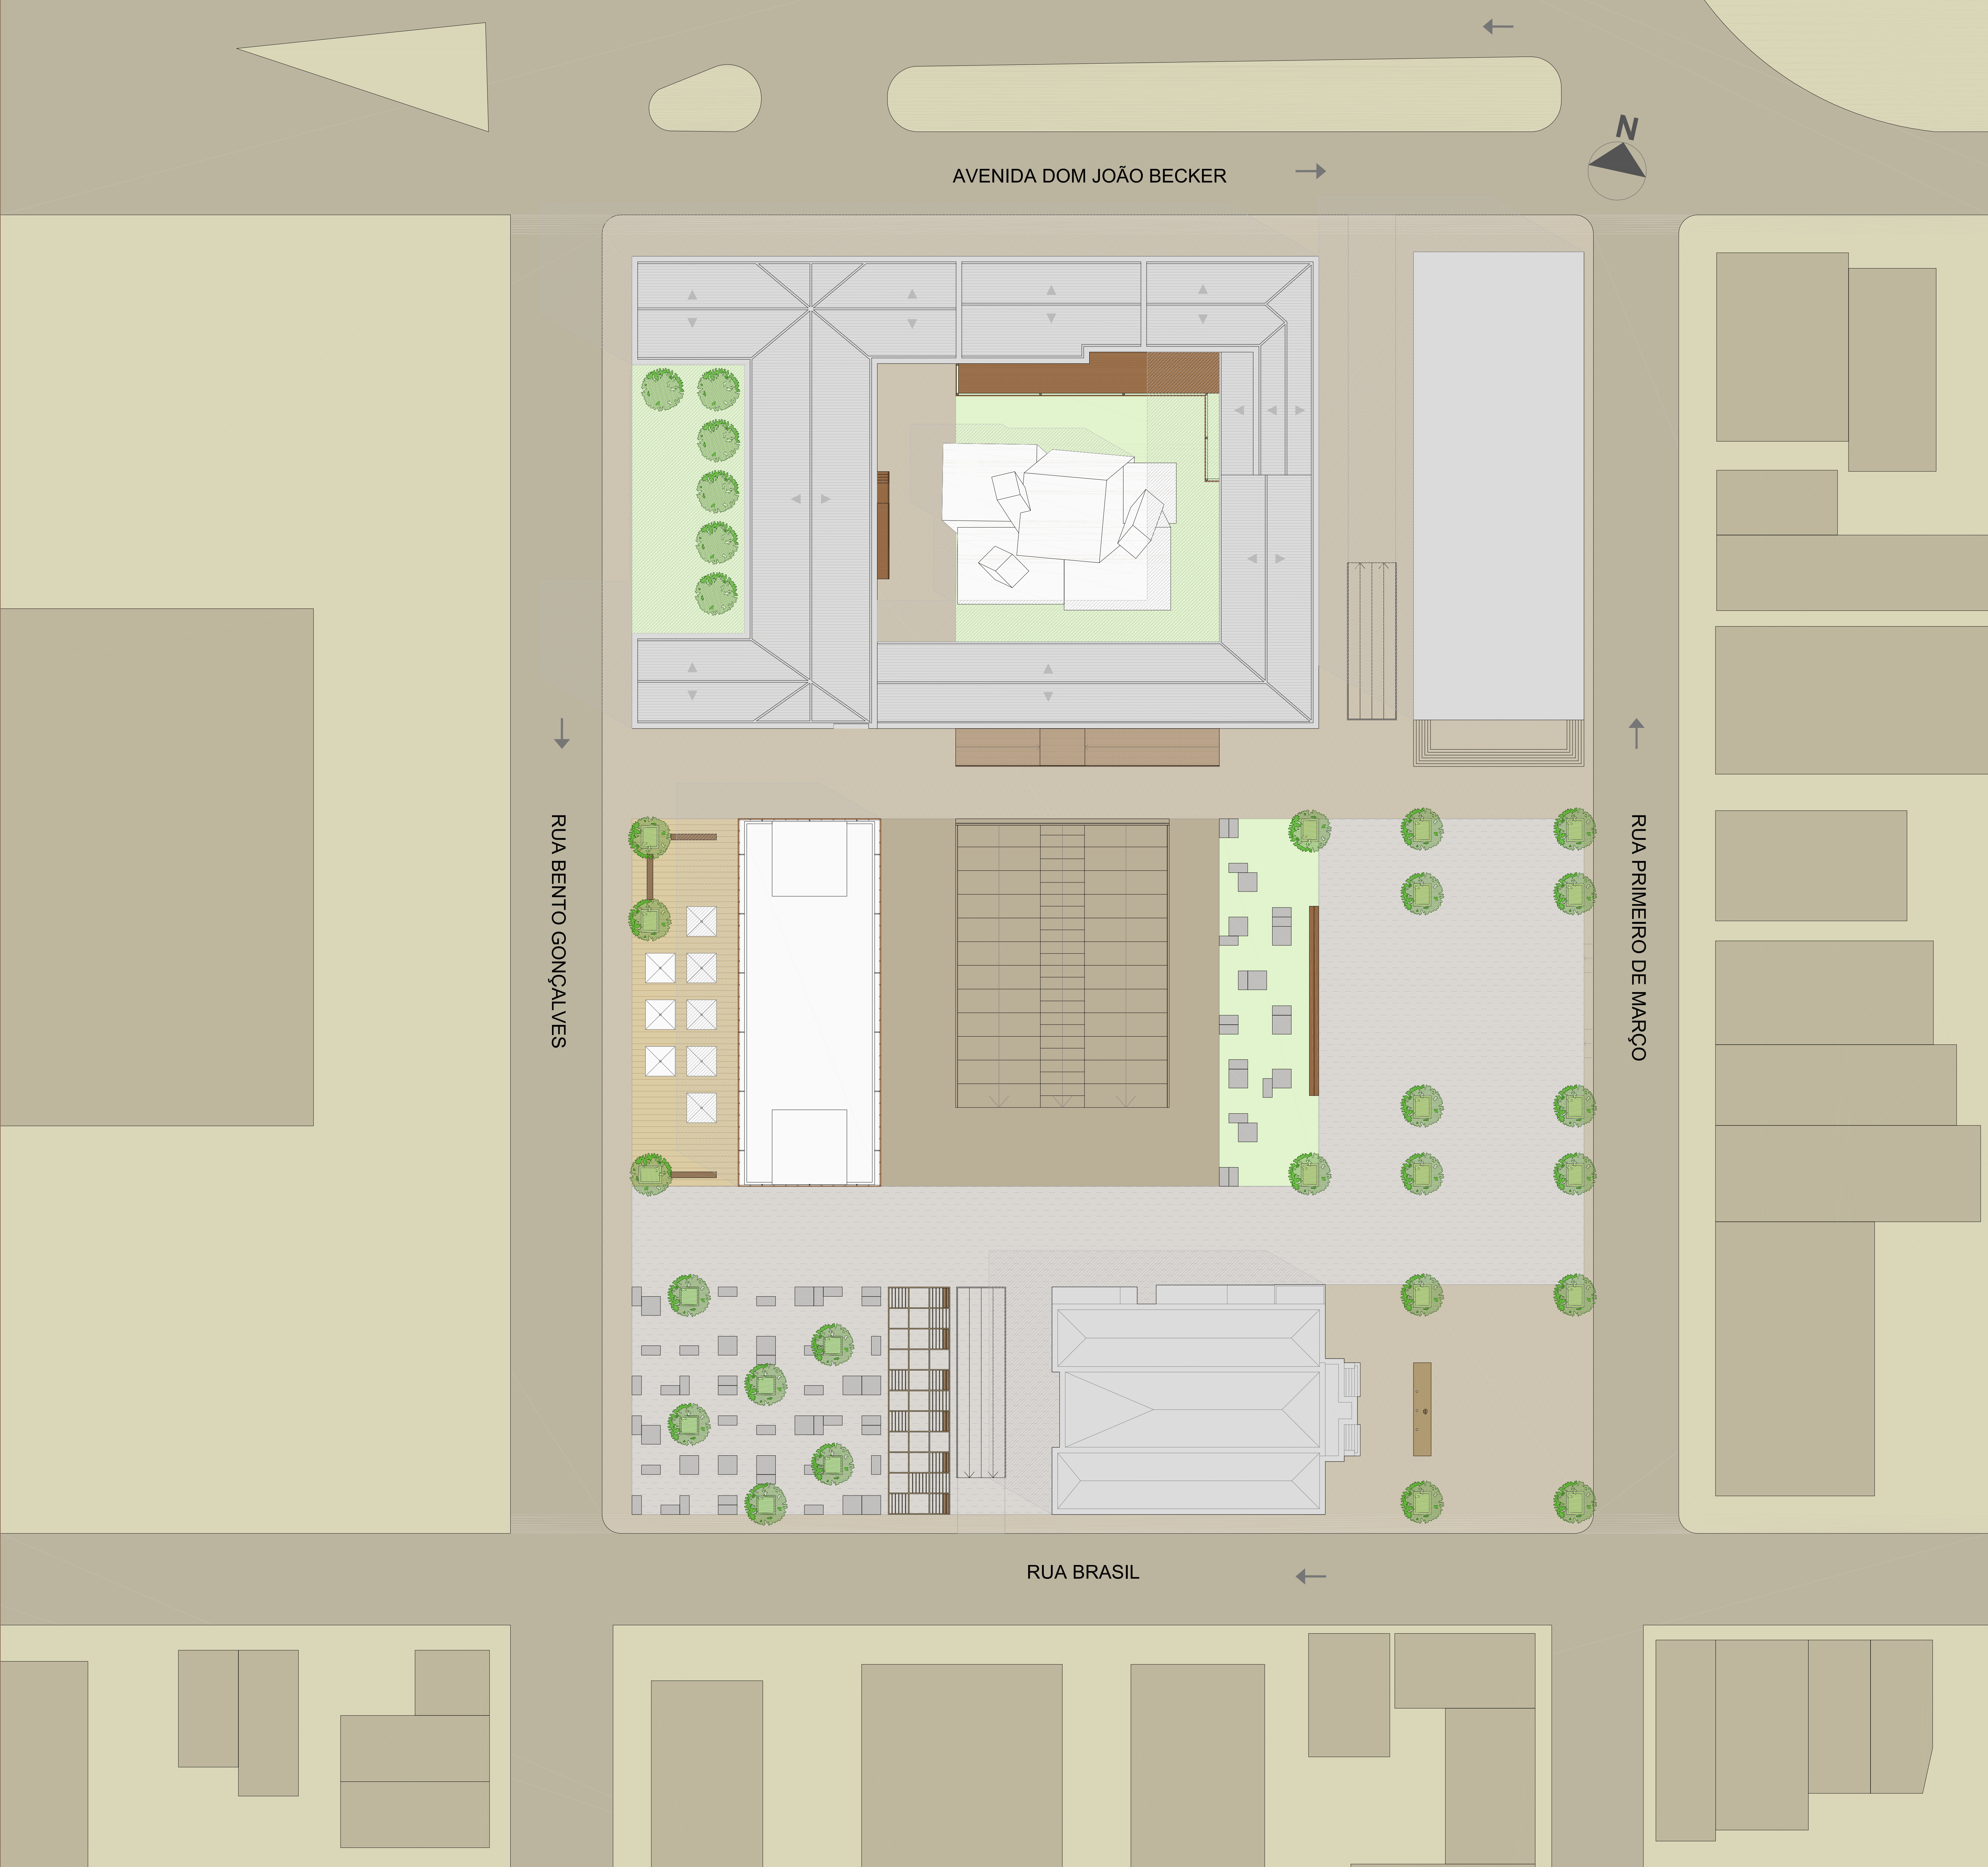 N
AVENIDA DOM JOÃO BECKER
RUA BENTO GONÇALVES
RUA PRIMEIRO DE MARÇO
RUA BRASIL